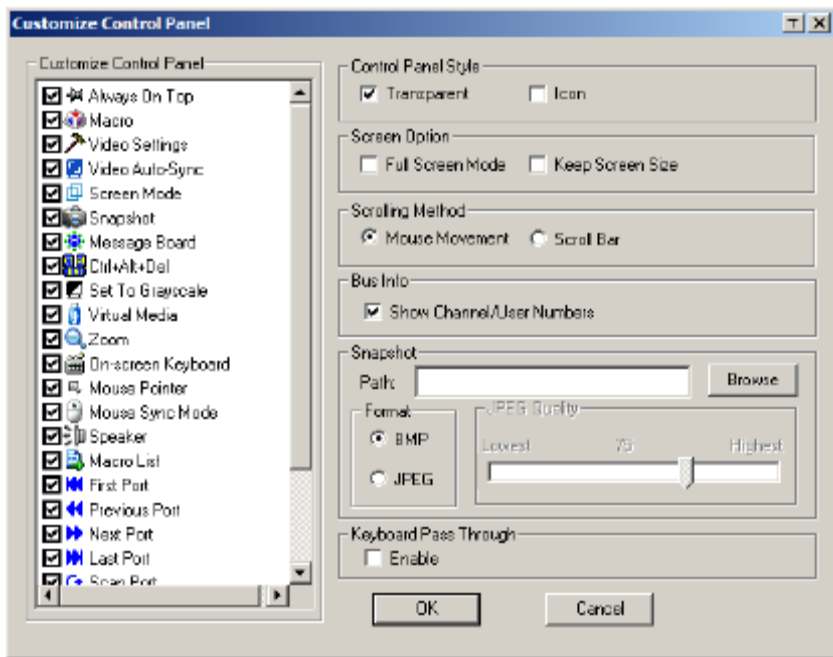 Customize Control Panel
Customize Control Panel
Always On Top
Macro
Video Settings
Video Auto-Sync
Screen Mode
Snapshot
Message Board
Ctrl+Alt+Del
Set To Grayscale
Virtual Media
Zoom
On-screen Keyboard
Mouse Pointer
Mouse Sync Mode
Speaker
Macro List
First Port
Previous Port
Next Port
Last Port
Scan Port
Control Panel Style
Transparent Icon
Screen Option
Full Screen Mode Keep Screen Size
Scrolling Method
Mouse Movement Scroll Bar
Bus Info
Show Channel/User Numbers
Snapshot
Path: Browse
Format
BMP
JPEG
JPEG Quality
Lowest 75 Highest
Keyboard Pass Through
Enable
OK Cancel